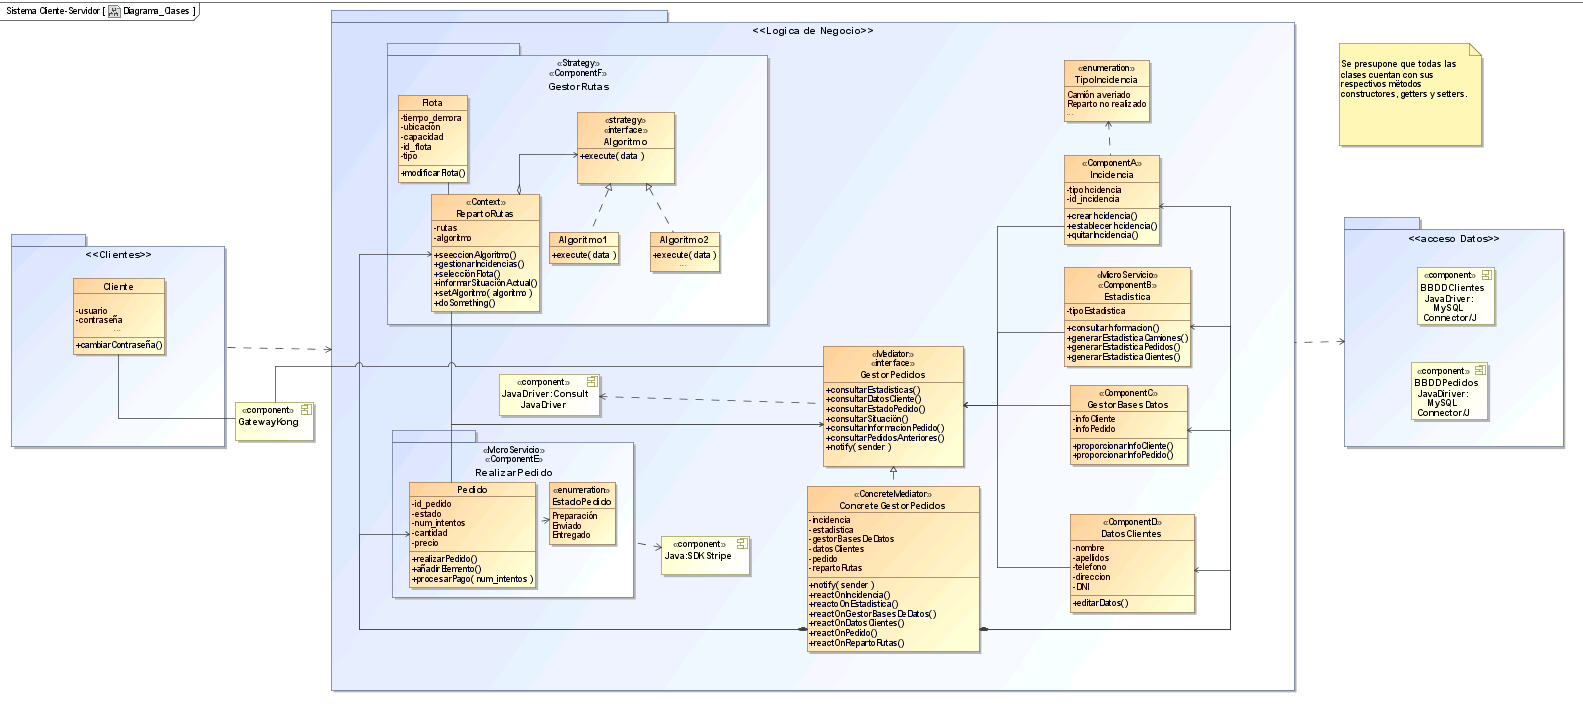 Sistema Cliente-Servidor [ Diagrama_Clases ]
<<Logica de Negocio>>
«Strategy»
«ComponentF»
GestorRutas
Flota
-tiempo_demora
-ubicación
-capacidad
-id_flota
-tipo
+modificarFlota()
«strategy»
«interface»
Algoritmo
+execute( data )
«Context»
RepartoRutas
-rutas
-algoritmo
+seeccionAlgoritmo()
+gestionarIncidencias()
+selecciónFlota()
+informarSituaciónActual()
+setAlgoritmo( algoritmo )
+doSomething()
Algoritmo1
+execute( data )
Algoritmo2
+execute( data )
...
«enumeration»
TipoIncidencia
Camión averiado
Reparto no realizado
...
Se presupone que todas las
clases cuentan con sus
respectivos métodos
constructores, getters y setters.
«ComponentA»
Incidencia
-tipoIncidencia
-id_incidencia
+crearIncidencia()
+establecerIncidencia()
+quitarIncidencia()
<<Clientes>>
Cliente
-usuario
-contraseña
...
+cambiarContraseña()
«component»
GatewayKong
«MicroServicio»
«ComponentB»
Estadistica
-tipoEstadistica
+consultarInformacion()
+generarEstadisticaCamiones()
+generarEstadisticaPedidos()
+generarEstadisticaClientes()
<<acceso Datos>>
«component»
BBDDClientes
JavaDriver:
MySQL
Connector/J
«component»
BBDDPedidos
JavaDriver:
MySQL
Connector/J
«component»
JavaDriver:Consult
JavaDriver
«Mediator»
«interface»
GestorPedidos
+consultarEstadisticas()
+consultarDatosCliente()
+consultarEstadoPedido()
+consultarSituación()
+consultarInformacionPedido()
+consultarPedidosAnteriores()
+notify( sender )
«ComponentC»
GestorBases Datos
-infoCliente
-infoPedido
+proporcionarInfoCliente()
+proporcionarInfoPedido()
«MicroServicio»
«ComponentE»
RealizarPedido
Pedido
-id_pedido
-estado
-num_intentos
-cantidad
-precio
+realizarPedido()
+añadirElemento()
+procesarPago( num_intentos )
«enumeration»
EstadoPedido
Preparación
Enviado
Entregado
«component»
Java:SDKStripe
«ConcreteMediator»
Concrete GestorPedidos
-incidencia
-estadistica
-gestorBasesDeDatos
-datosClientes
-pedido
-repartoRutas
+notify( sender )
+reactOnIncidencia()
+reactoOnEstadistica()
+reactOnGestorBasesDeDatos()
+reactOnDatosClientes()
+reactOnPedido()
+reactOnRepartoRutas()
«ComponentD»
DatosClientes
-nombre
-apellidos
-telefono
-direccion
-DNI
+editarDatos()